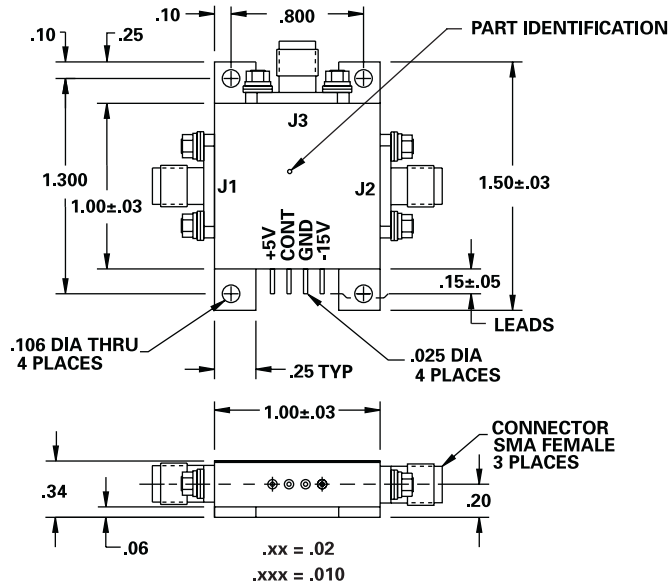 .10
.800
PART IDENTIFICATION
.10
.25
J3
1.300
1.00±.03
J1
J2
1.50±.03
+5V
CONT
GND
-15V
.15±.05
LEADS
.106 DIA THRU
4 PLACES
.25 TYP
.025 DIA
4 PLACES
1.00±.03
CONNECTOR
SMA FEMALE
3 PLACES
.34
.20
.06
.xx = .02
.xxx = .010